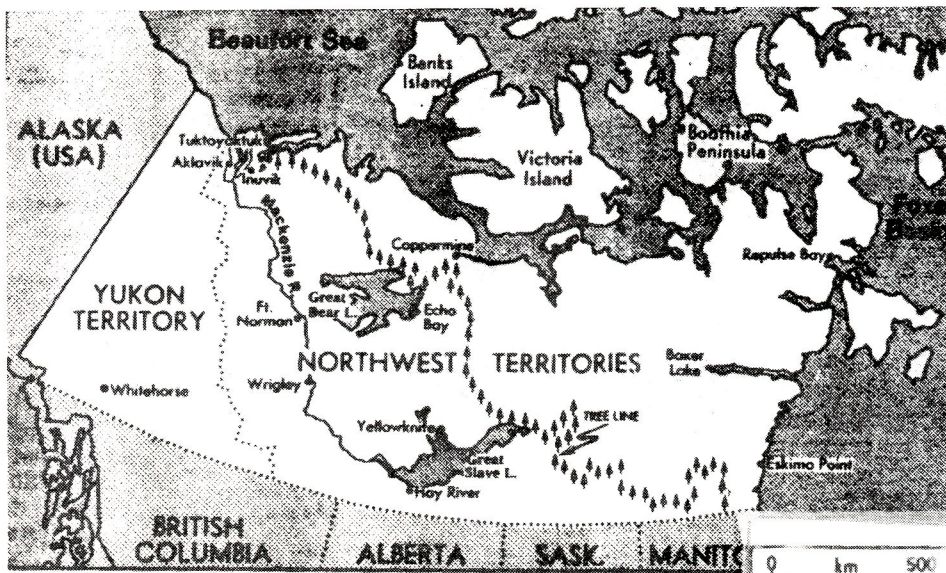 Beaufort Sea
Banks
Island
ALASKA
(USA)
Tuktoyaktuk
Aklavik
Inuvik
Victoria
Island
Boothia
Peninsula
Mackenzie R.
Coppermine
Repulse Bay
Foxe
YUKON
TERRITORY
Great
Bear L.
Echo
Bay
Ft.
Norman
NORTHWEST TERRITORIES
Baker
Lake
Whitehorse
Wrigley
TREE LINE
Yellowknife
Great
Slave L.
Hay River
Eskimo Point
BRITISH
COLUMBIA
ALBERTA
SASK.
MANITO
0 km 500